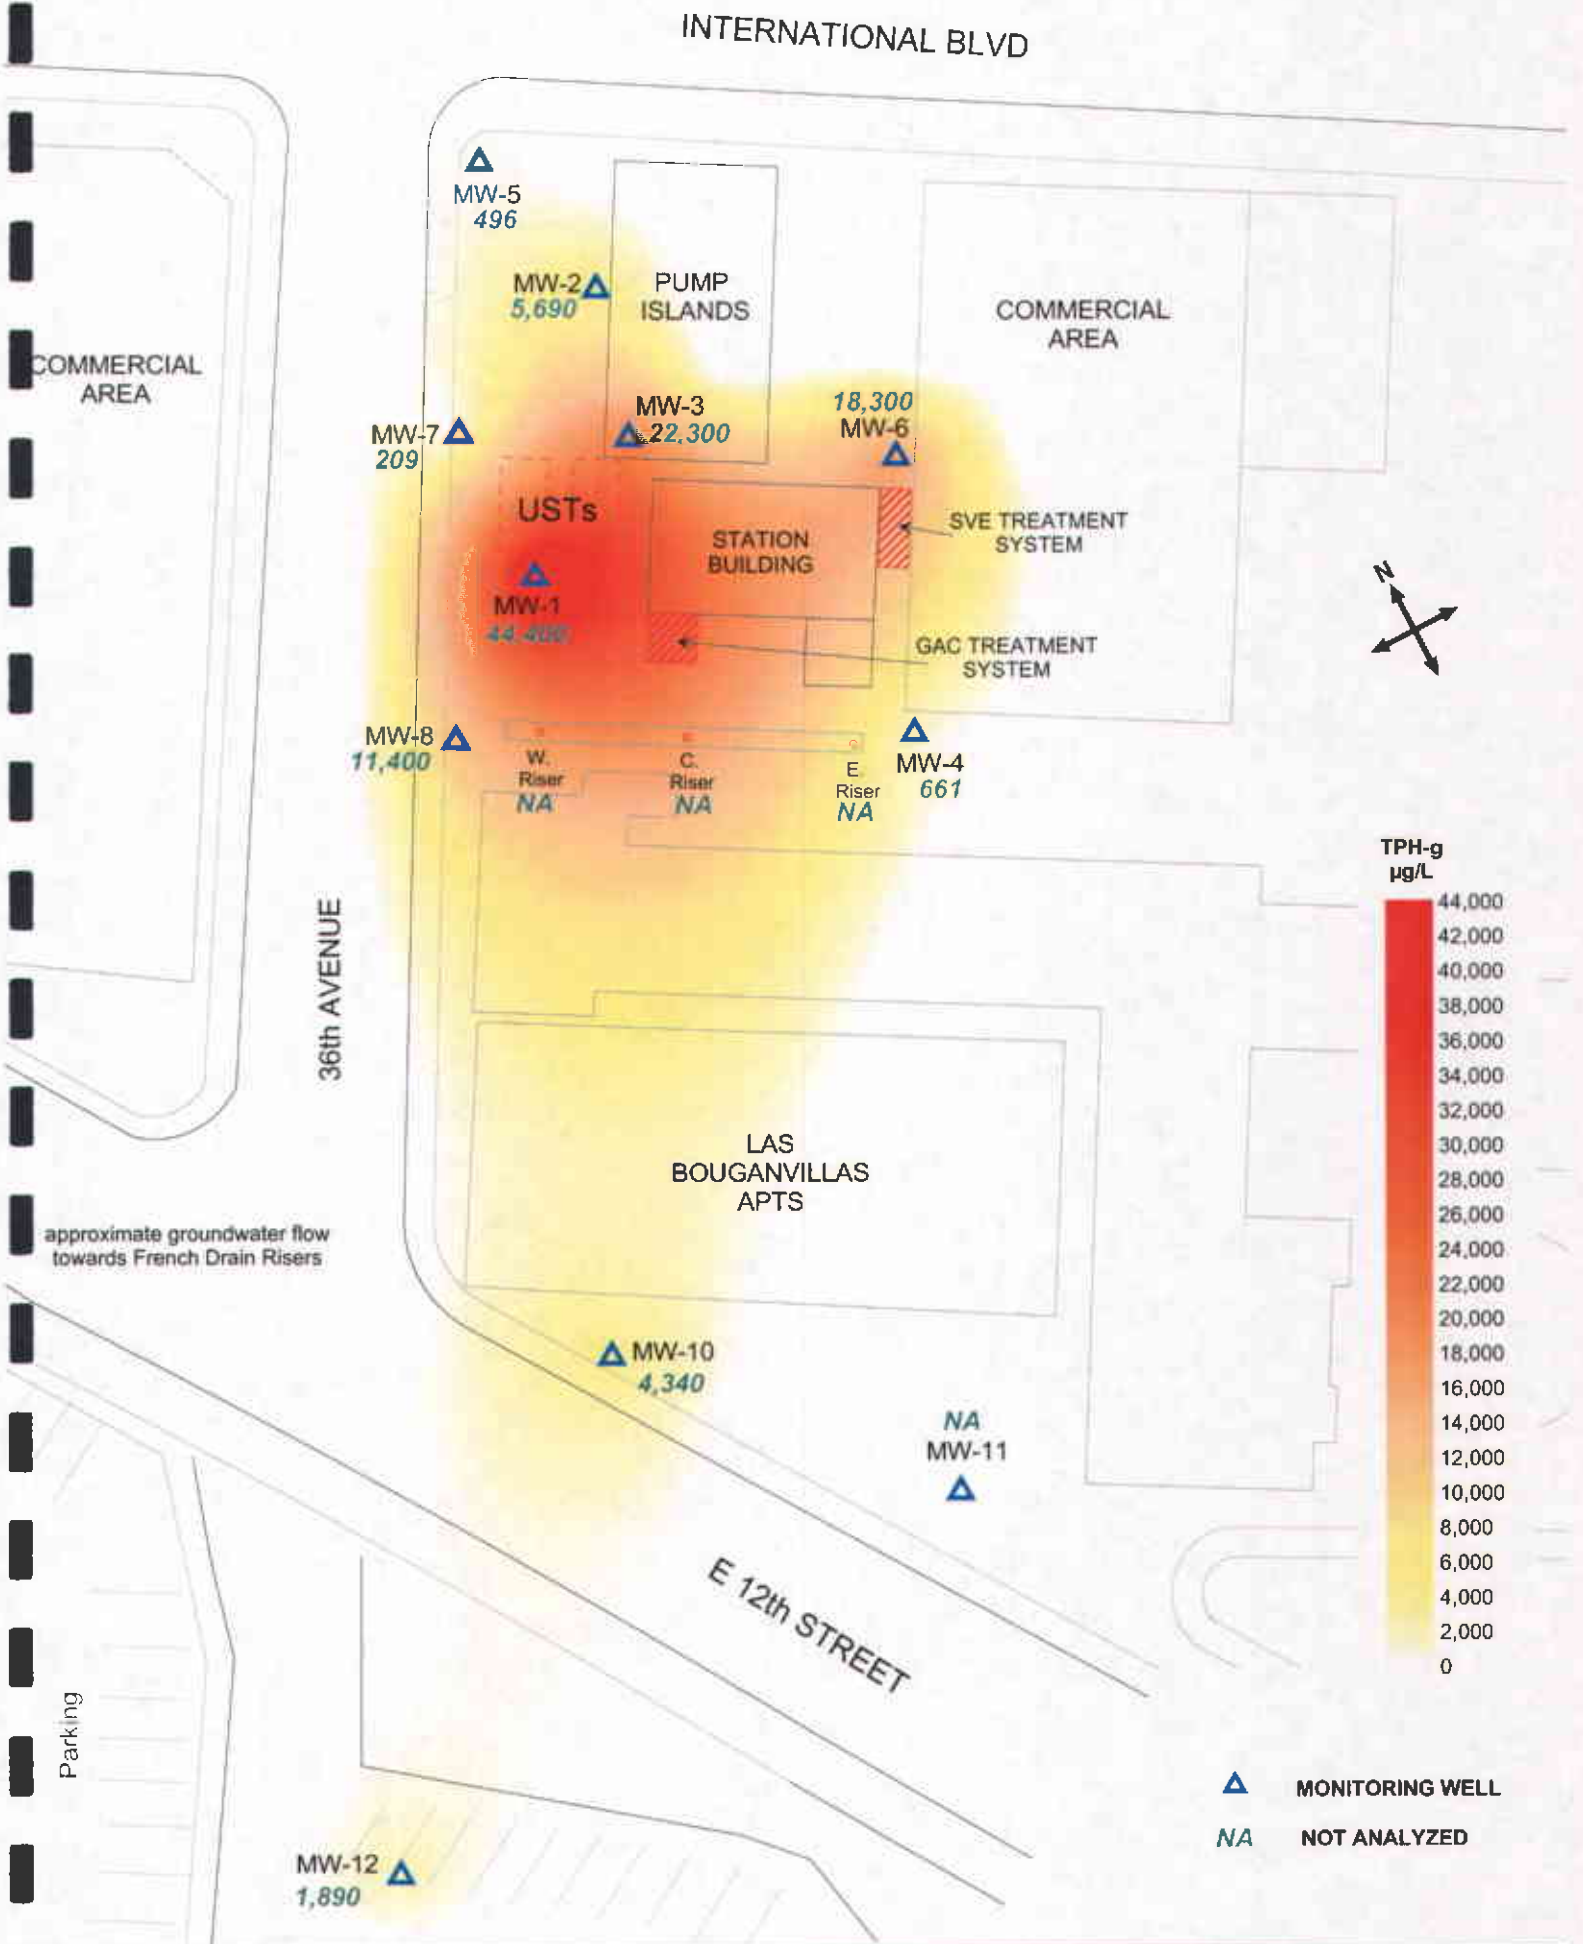 INTERNATIONAL BLVD
MW-5
496
MW-2
5,690
PUMP
ISLANDS
COMMERCIAL
AREA
COMMERCIAL
AREA
MW-3
22,300
18,300
MW-6
MW-7
209
USTs
STATION
BUILDING
SVE TREATMENT
SYSTEM
N
MW-1
44,400
GAC TREATMENT
SYSTEM
MW-8
11,400
W.
Riser
NA
C.
Riser
NA
E.
Riser
NA
MW-4
661
TPH-g
µg/L
44,000
42,000
40,000
38,000
36,000
34,000
32,000
30,000
28,000
26,000
24,000
22,000
20,000
18,000
16,000
14,000
12,000
10,000
8,000
6,000
4,000
2,000
0
36th AVENUE
LAS
BOUGANVILLAS
APTS
approximate groundwater flow
towards French Drain Risers
MW-10
4,340
NA
MW-11
E 12th STREET
Parking
MW-12
1,890
MONITORING WELL
NA NOT ANALYZED